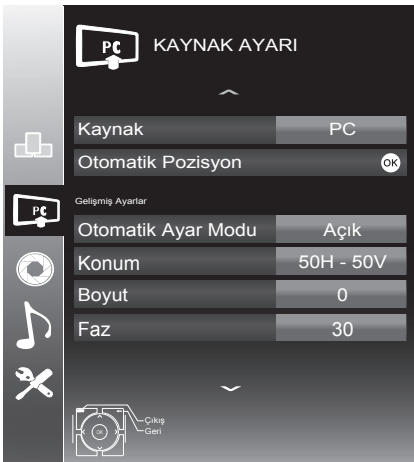 PC KAYNAK AYARI
Kaynak PC
Otomatik Pozisyon OK
Gelişmiş Ayarlar
PC
Otomatik Ayar Modu Açık
Konum 50H - 50V
Boyut 0
Faz 30
Çıkış
OK
Geri